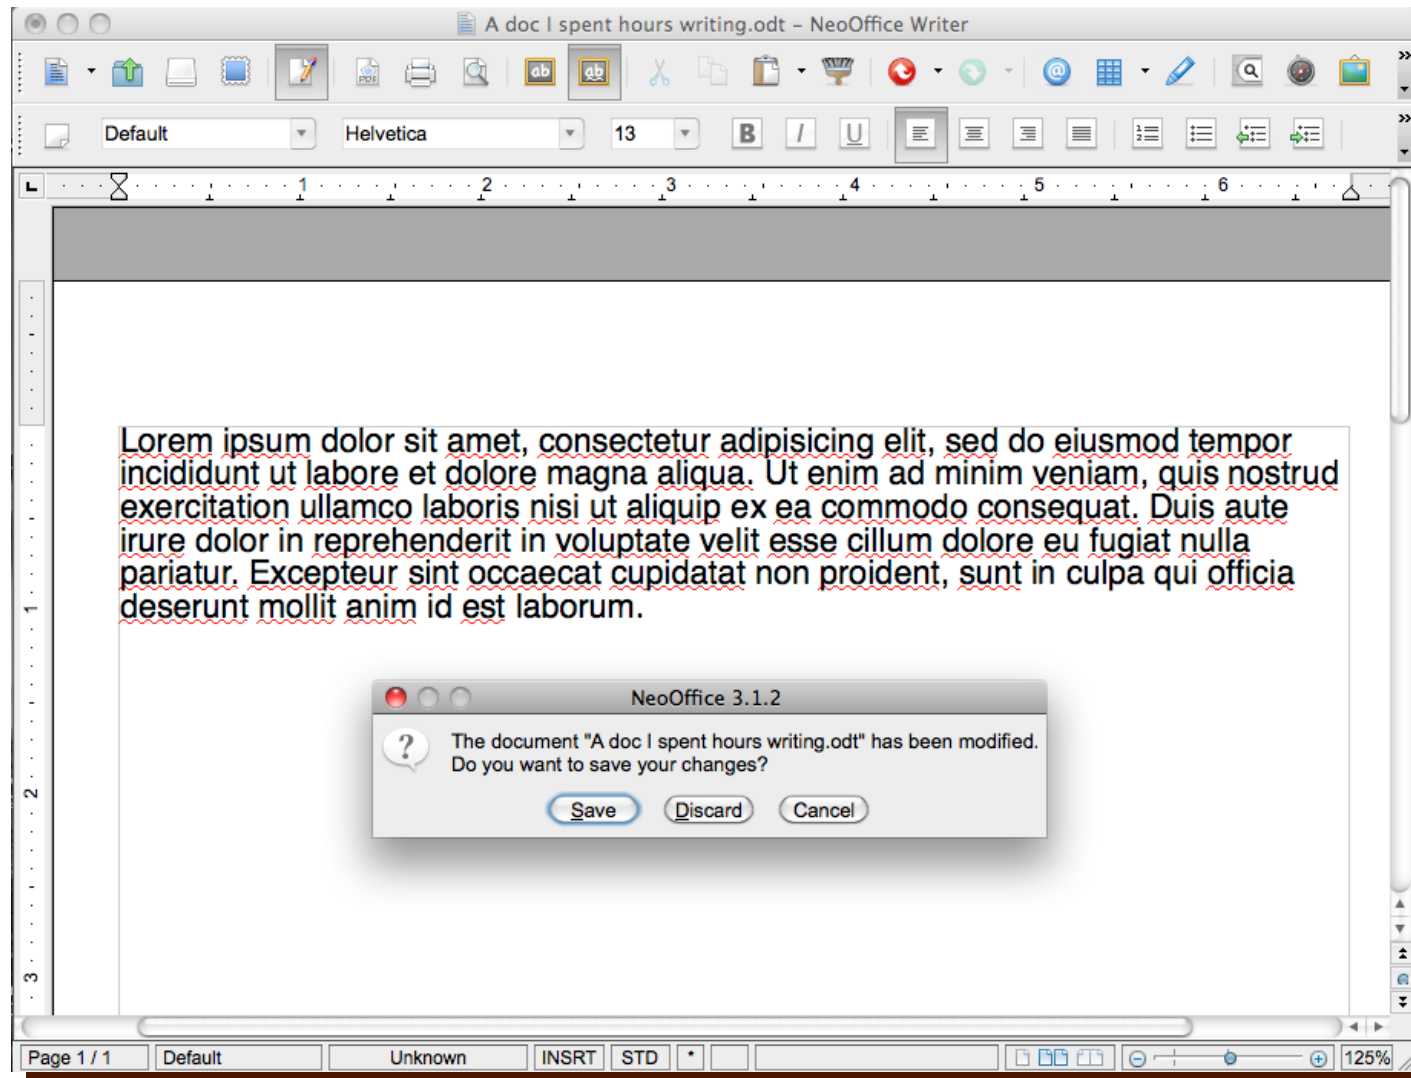 A doc I spent hours writing.odt – NeoOffice Writer
PDF ab ab @
Default Helvetica 13 B I U
1 2 3 4 5 6
Lorem ipsum dolor sit amet, consectetur adipisicing elit, sed do eiusmod tempor
incididunt ut labore et dolore magna aliqua. Ut enim ad minim veniam, quis nostrud
exercitation ullamco laboris nisi ut aliquip ex ea commodo consequat. Duis aute
irure dolor in reprehenderit in voluptate velit esse cillum dolore eu fugiat nulla
pariatur. Excepteur sint occaecat cupidatat non proident, sunt in culpa qui officia
deserunt mollit anim id est laborum.
1
NeoOffice 3.1.2
The document "A doc I spent hours writing.odt" has been modified.
Do you want to save your changes?
2
Save Discard Cancel
3
Page 1 / 1 Default Unknown INSRT STD * 125%